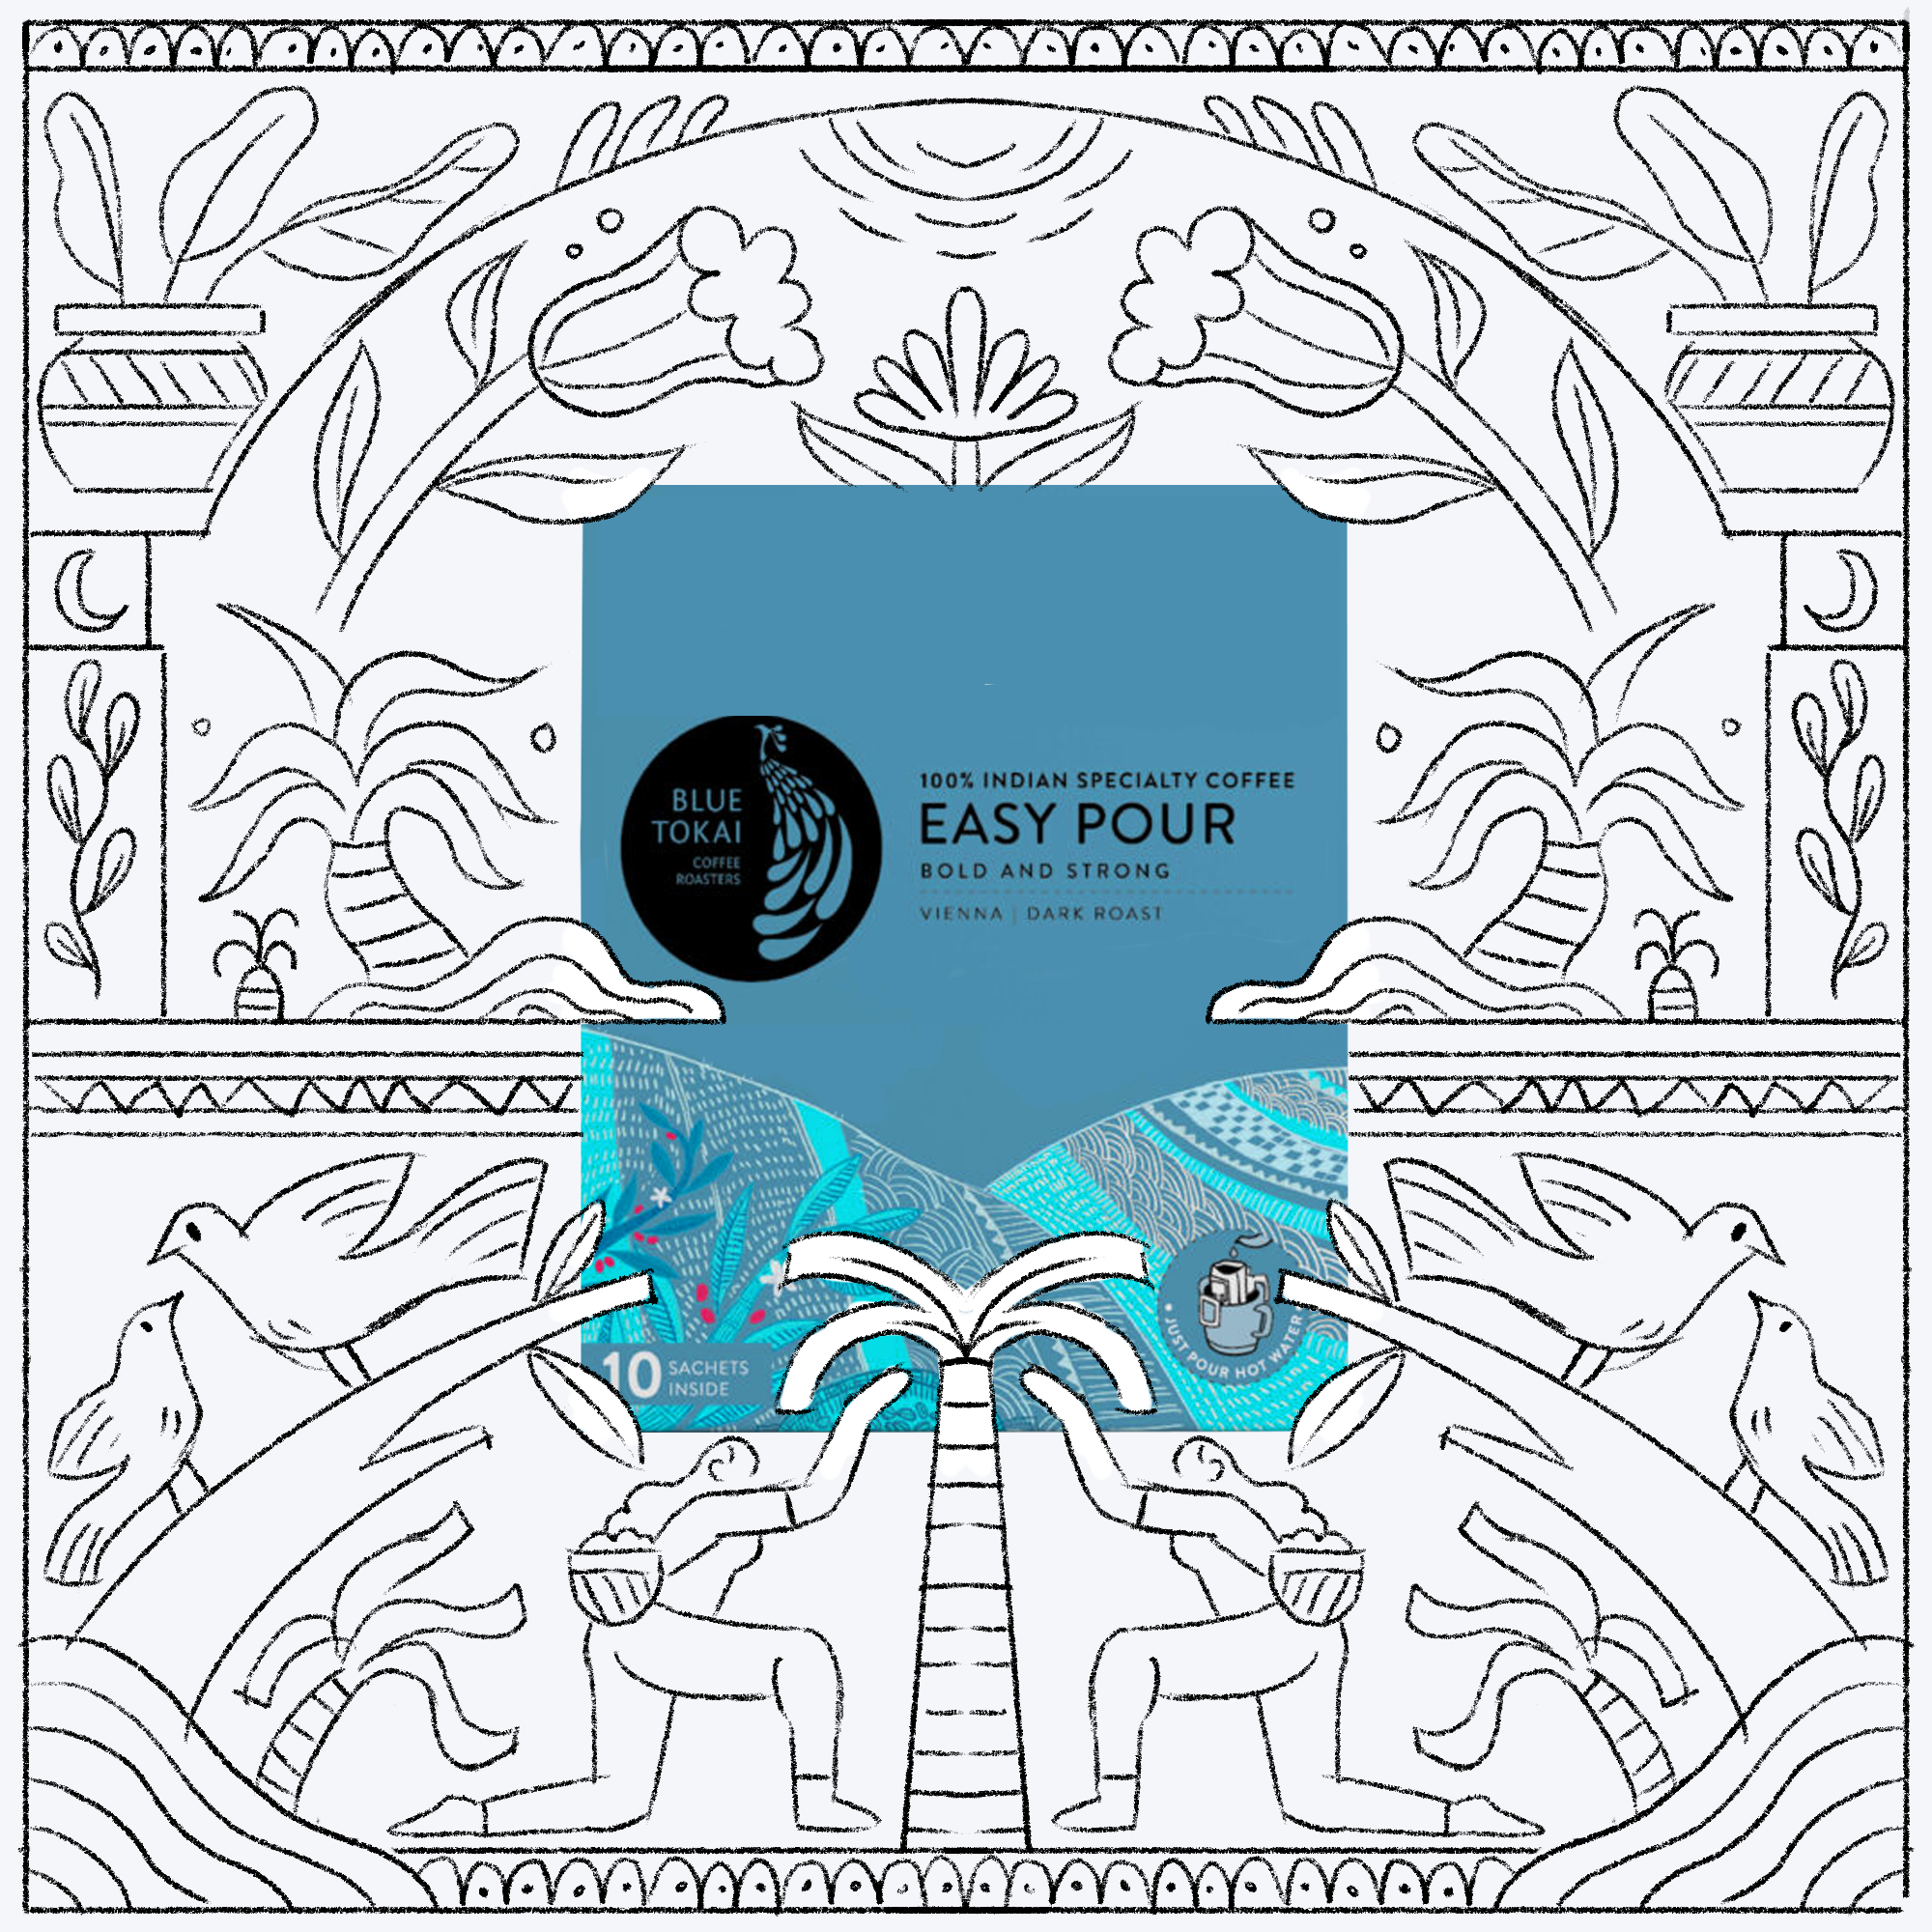 BLUE
TOKAI
COFFEE
ROASTERS
100% INDIAN SPECIALTY COFFEE
EASY POUR
BOLD AND STRONG
VIENNA | DARK ROAST
• JUST POUR HOT WATER
10 SACHETS
INSIDE